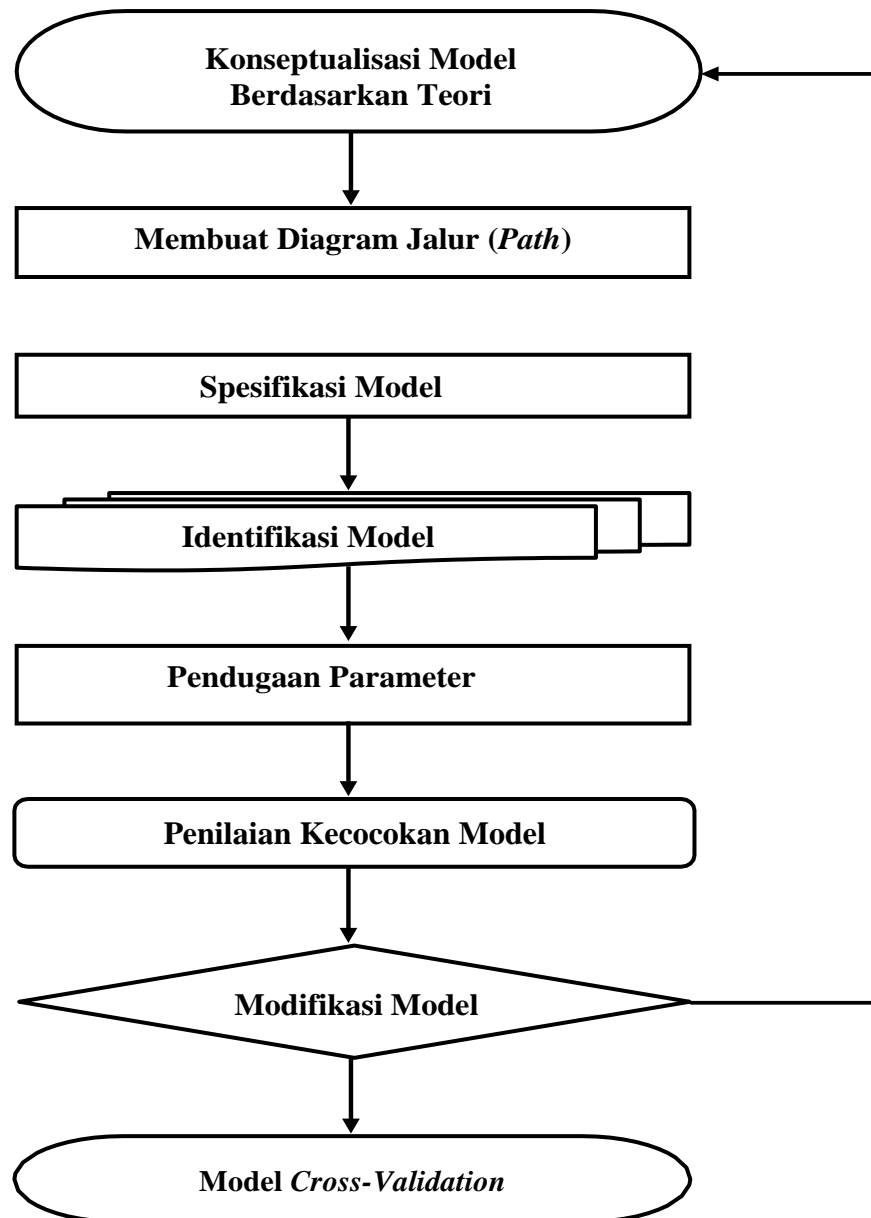 Konseptualisasi Model
Berdasarkan Teori
Membuat Diagram Jalur (Path)
Spesifikasi Model
Identifikasi Model
Pendugaan Parameter
Penilaian Kecocokan Model
Modifikasi Model
Model Cross-Validation